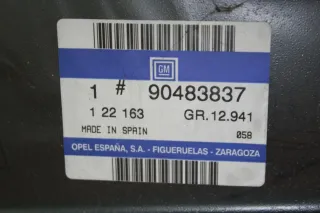 GM
1 # 90483837
1 22 163 GR.12.941
MADE IN SPAIN 058
OPEL ESPAÑA, S.A. - FIGUERUELAS - ZARAGOZA